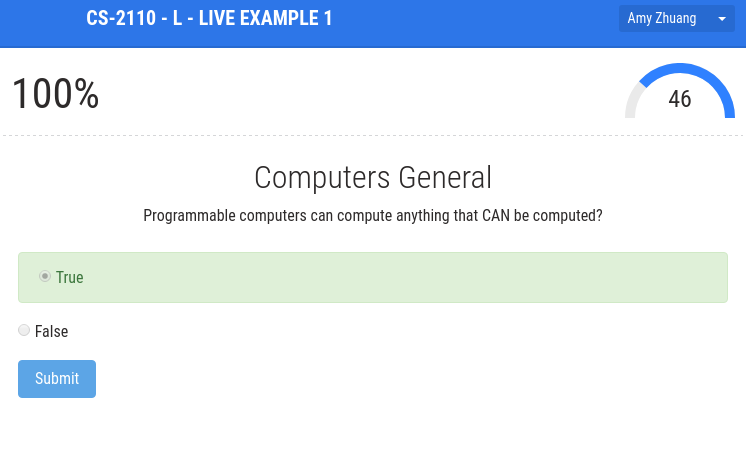 CS-2110 - L - LIVE EXAMPLE 1
Amy Zhuang
100%
46
Computers General
Programmable computers can compute anything that CAN be computed?
True
False
Submit